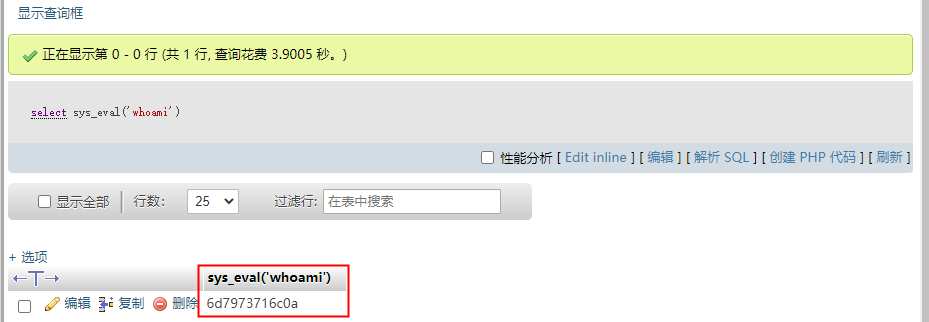 显示查询框
正在显示第 0 - 0 行 (共 1 行, 查询花费 3.9005 秒。)
select sys_eval('whoami')
性能分析 [ Edit inline ] [ 编辑 ] [ 解析 SQL ] [ 创建 PHP 代码 ] [ 刷新 ]
显示全部 行数: 25 过滤行: 在表中搜索
+ 选项
←T→ sys_eval('whoami')
编辑 复制 删除 6d7973716c0a